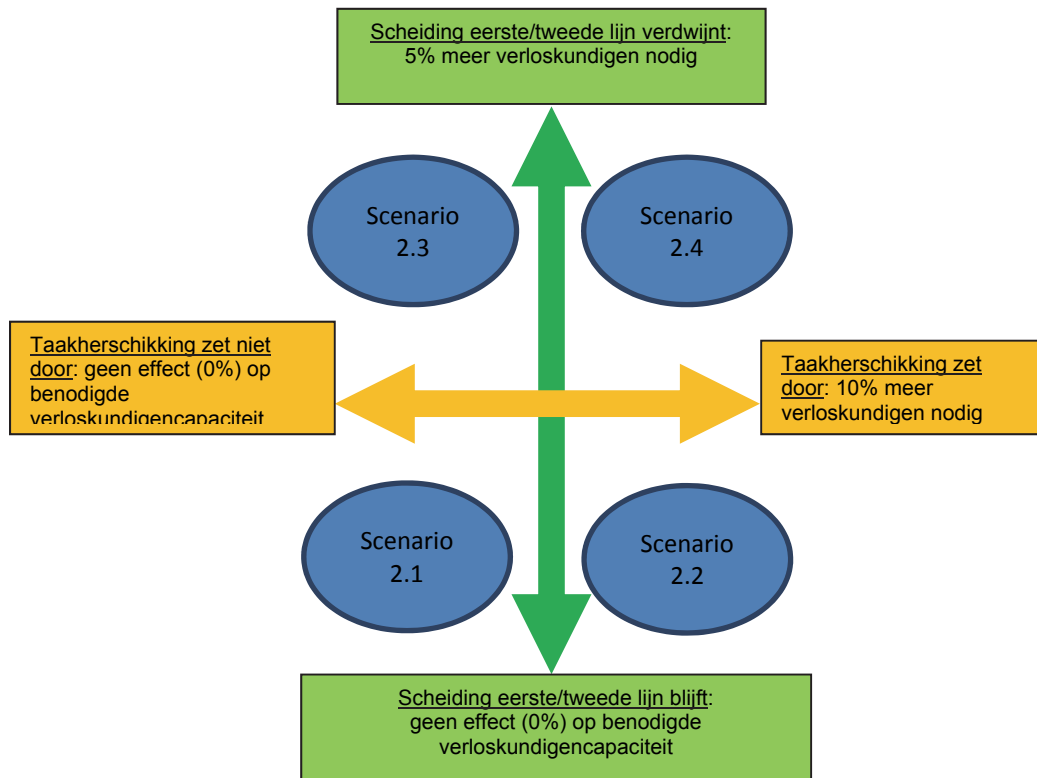 Scheiding eerste/tweede lijn verdwijnt:
5% meer verloskundigen nodig
Scenario
2.3
Scenario
2.4
Taakherschikking zet niet
door: geen effect (0%) op
benodigde
verloskundigencapaciteit
Taakherschikking zet
door: 10% meer
verloskundigen nodig
Scenario
2.1
Scenario
2.2
Scheiding eerste/tweede lijn blijft:
geen effect (0%) op benodigde
verloskundigencapaciteit